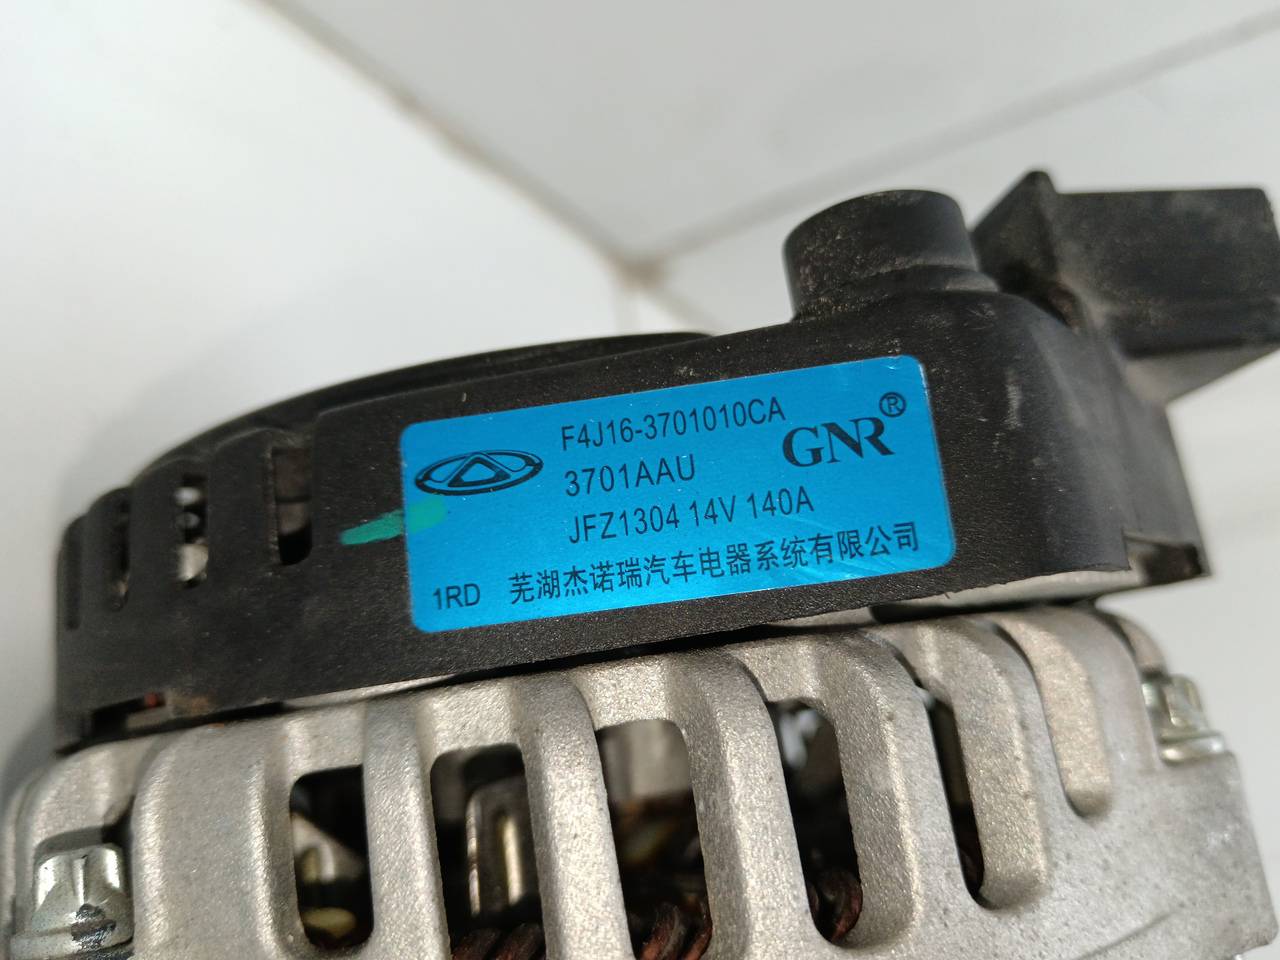 F4J16-3701010CA
GNR®
3701AAU
JFZ1304 14V 140A
1RD 芜湖杰诺瑞汽车电器系统有限公司